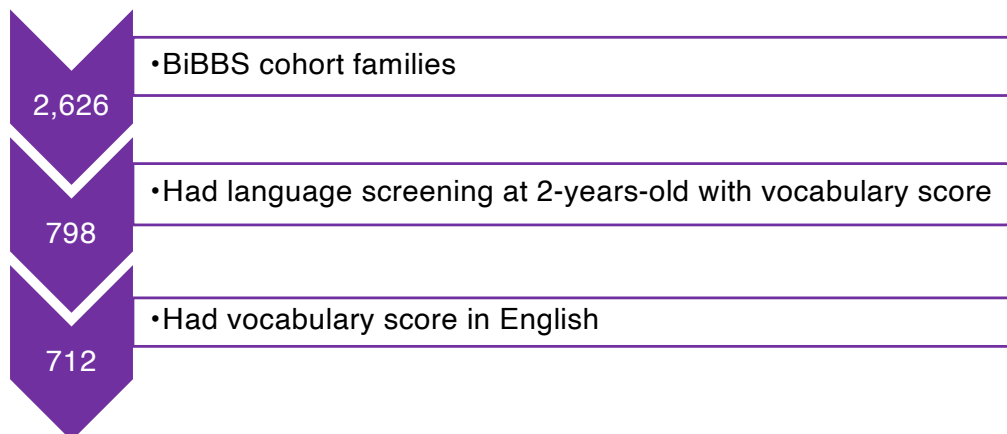 •BiBBS cohort families
2,626
•Had language screening at 2-years-old with vocabulary score
798
•Had vocabulary score in English
712